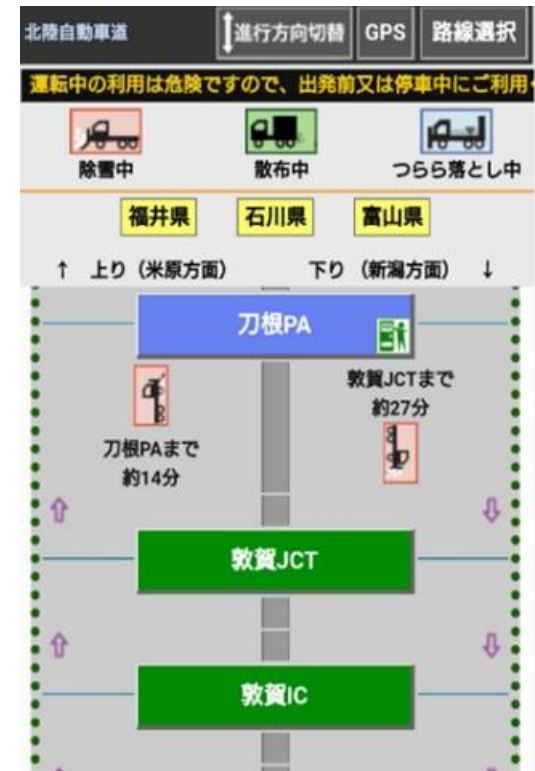 北陸自動車道
進行方向切替
GPS
路線選択
運転中の利用は危険ですので、出発前又は停車中にご利用
除雪中
散布中
つらら落とし中
福井県
石川県
富山県
↑ 上り(米原方面)
下り(新潟方面) ↓
刀根PA
敦賀JCTまで
約27分
刀根PAまで
約14分
敦賀JCT
敦賀IC